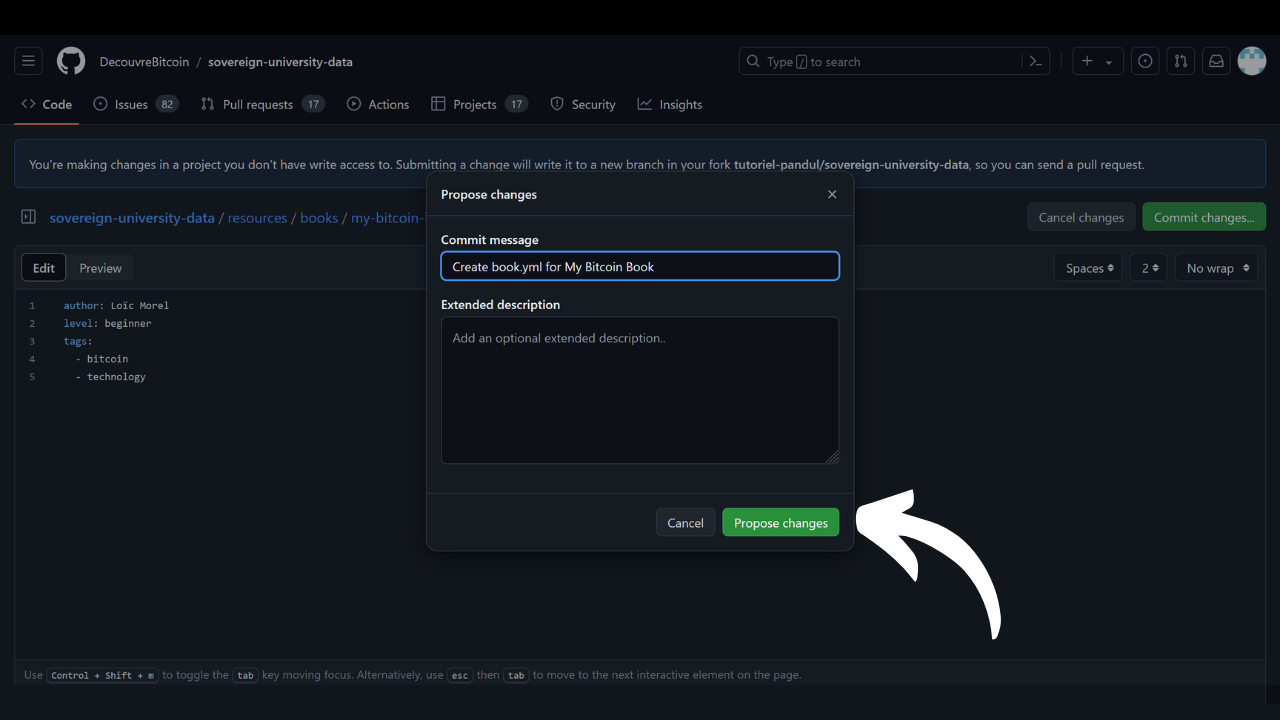 DecouvreBitcoin / sovereign-university-data
Type / to search
Code
Issues 82
Pull requests 17
Actions
Projects 17
Security
Insights
You're making changes in a project you don't have write access to. Submitting a change will write it to a new branch in your fork tutoriel-pandul/sovereign-university-data, so you can send a pull request.
Propose changes
sovereign-university-data / resources / books / my-bitcoin-
Cancel changes
Commit changes...
Commit message
Create book.yml for My Bitcoin Book
Edit
Preview
Spaces
2
No wrap
Extended description
Add an optional extended description..
1 author: Loïc Morel
2 level: beginner
3 tags:
4 - bitcoin
5 - technology
Cancel
Propose changes
Use Control + Shift + m to toggle the tab key moving focus. Alternatively, use esc then tab to move to the next interactive element on the page.